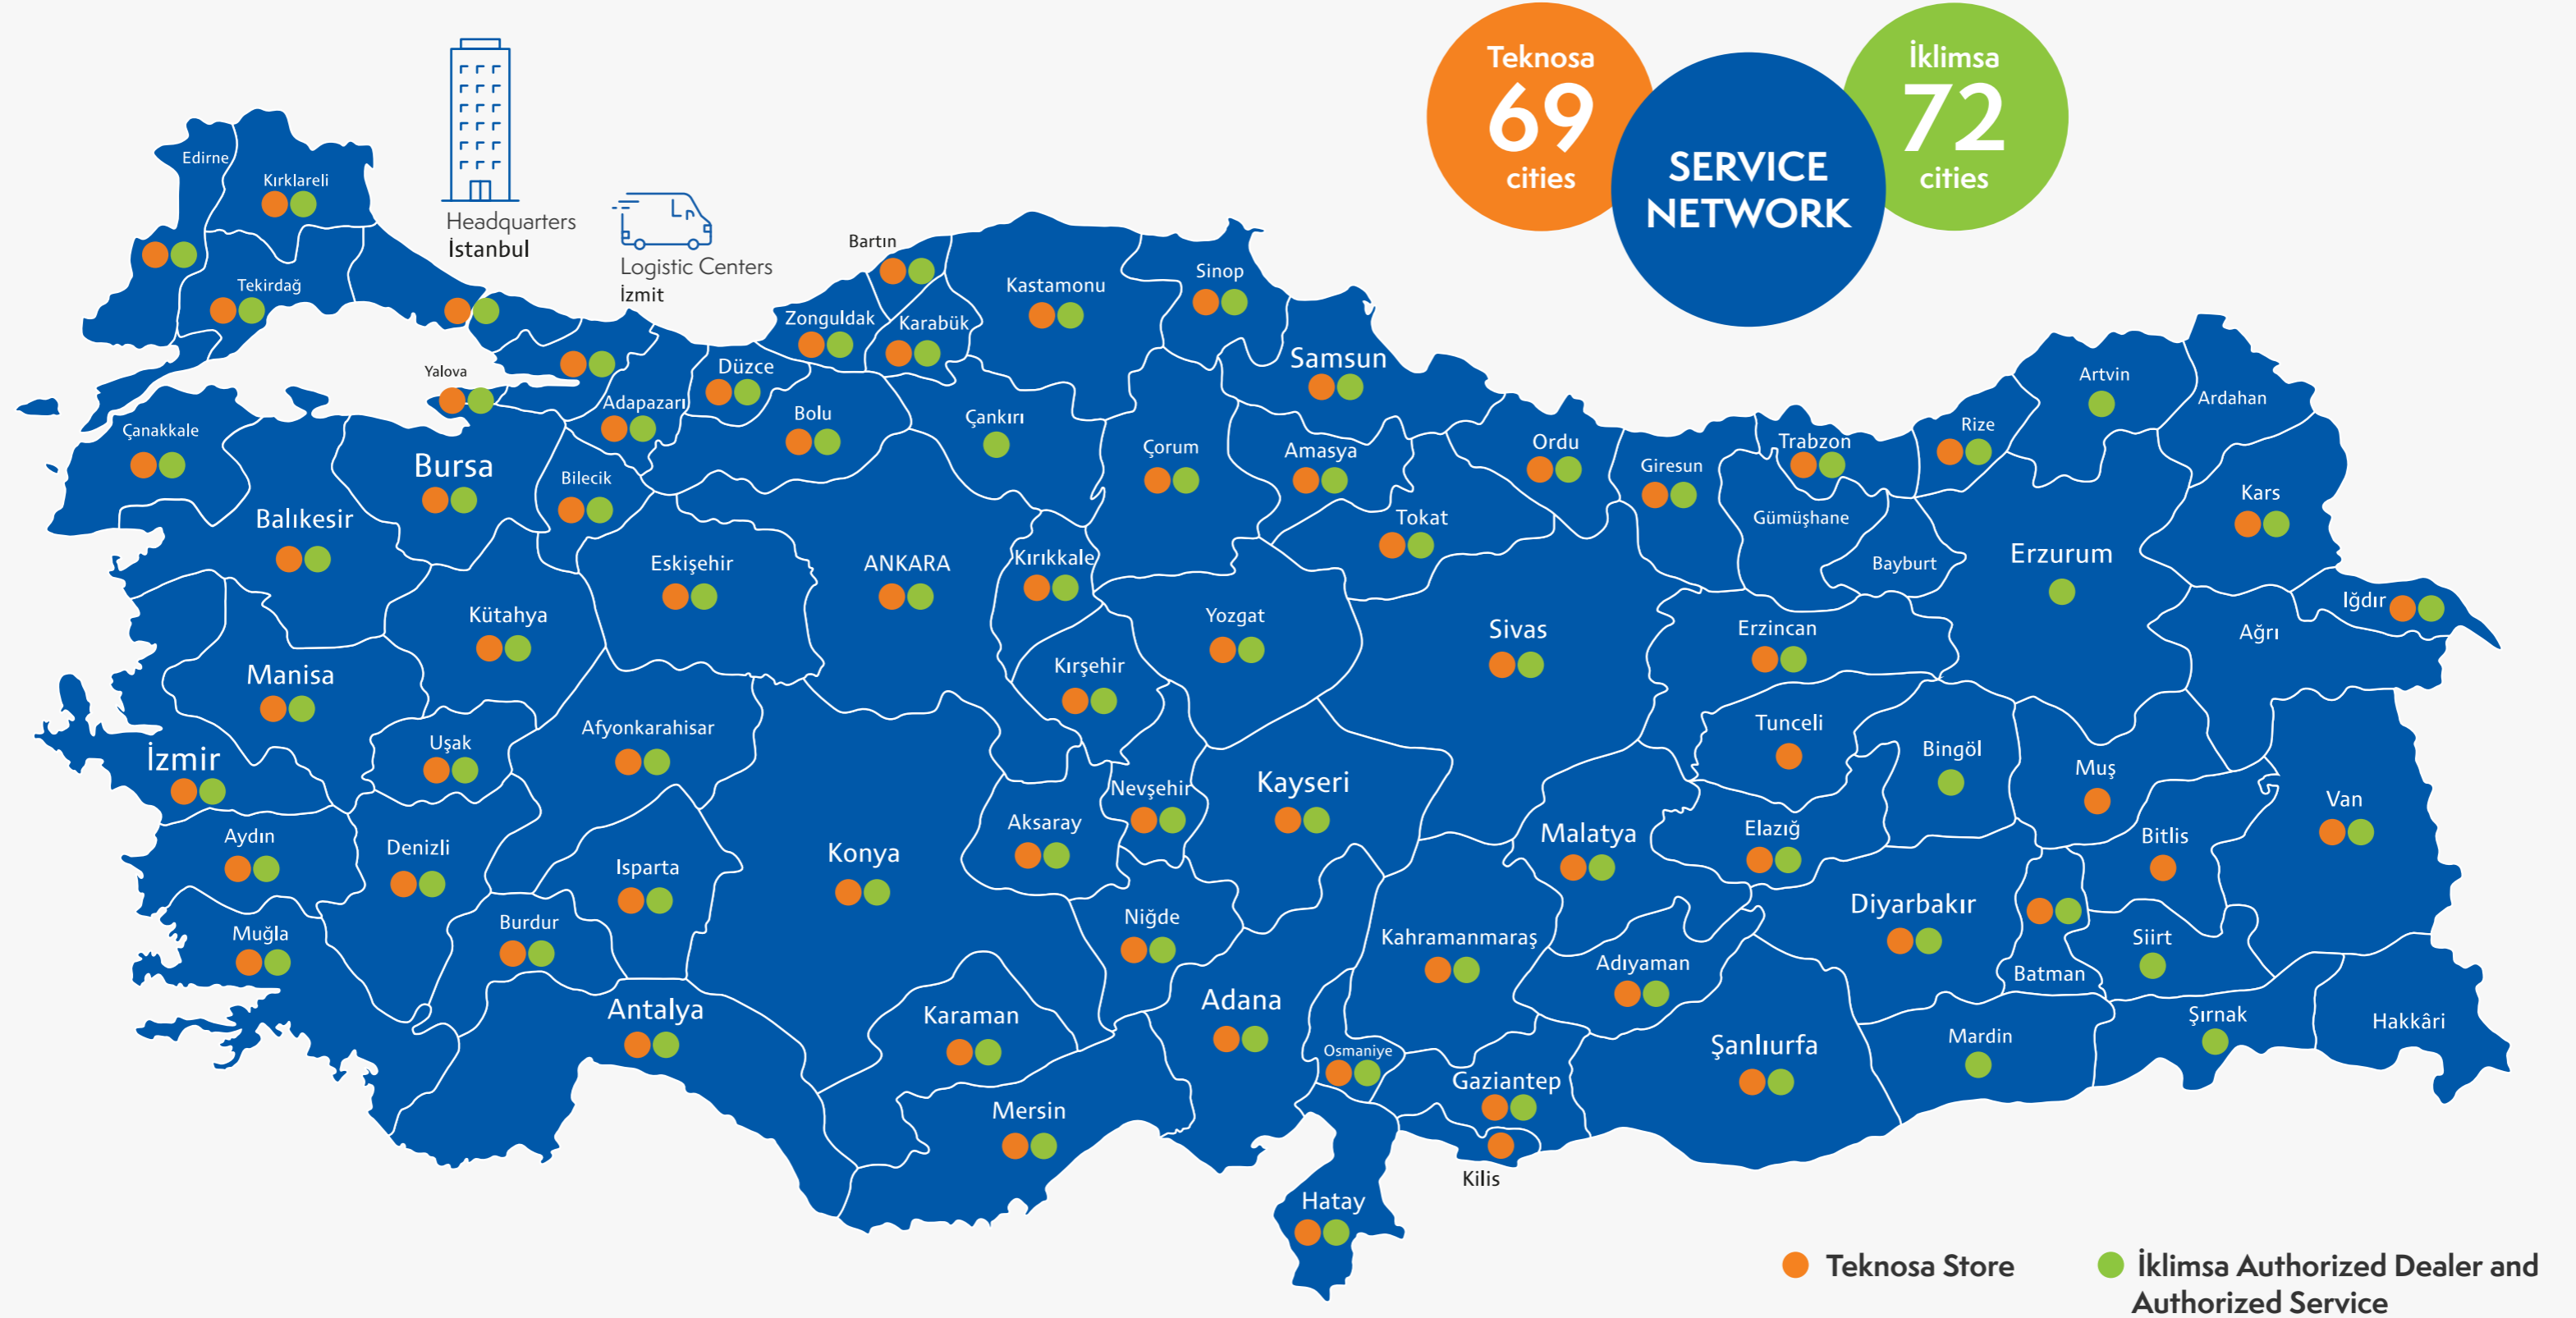 Teknosa
69
cities
SERVICE
NETWORK
İklimsa
72
cities
Headquarters
İstanbul
Logistic Centers
İzmit
Edirne
Kırklareli
Tekirdağ
Yalova
Çanakkale
Balıkesir
Bursa
Bilecik
Adapazarı
Düzce
Bolu
Zonguldak
Bartın
Karabük
Kastamonu
Çankırı
Sinop
Samsun
Çorum
Amasya
Tokat
Ordu
Giresun
Trabzon
Gümüşhane
Bayburt
Rize
Artvin
Ardahan
Kars
Iğdır
Ağrı
Erzurum
Erzincan
Sivas
Yozgat
Kırıkkale
Kırşehir
ANKARA
Eskişehir
Kütahya
Manisa
İzmir
Uşak
Afyonkarahisar
Aydın
Denizli
Muğla
Burdur
Isparta
Antalya
Konya
Aksaray
Nevşehir
Kayseri
Niğde
Karaman
Mersin
Adana
Osmaniye
Hatay
Kahramanmaraş
Gaziantep
Kilis
Malatya
Adıyaman
Şanlıurfa
Tunceli
Elazığ
Bingöl
Muş
Bitlis
Van
Diyarbakır
Batman
Siirt
Mardin
Şırnak
Hakkâri
Teknosa Store
İklimsa Authorized Dealer and
Authorized Service